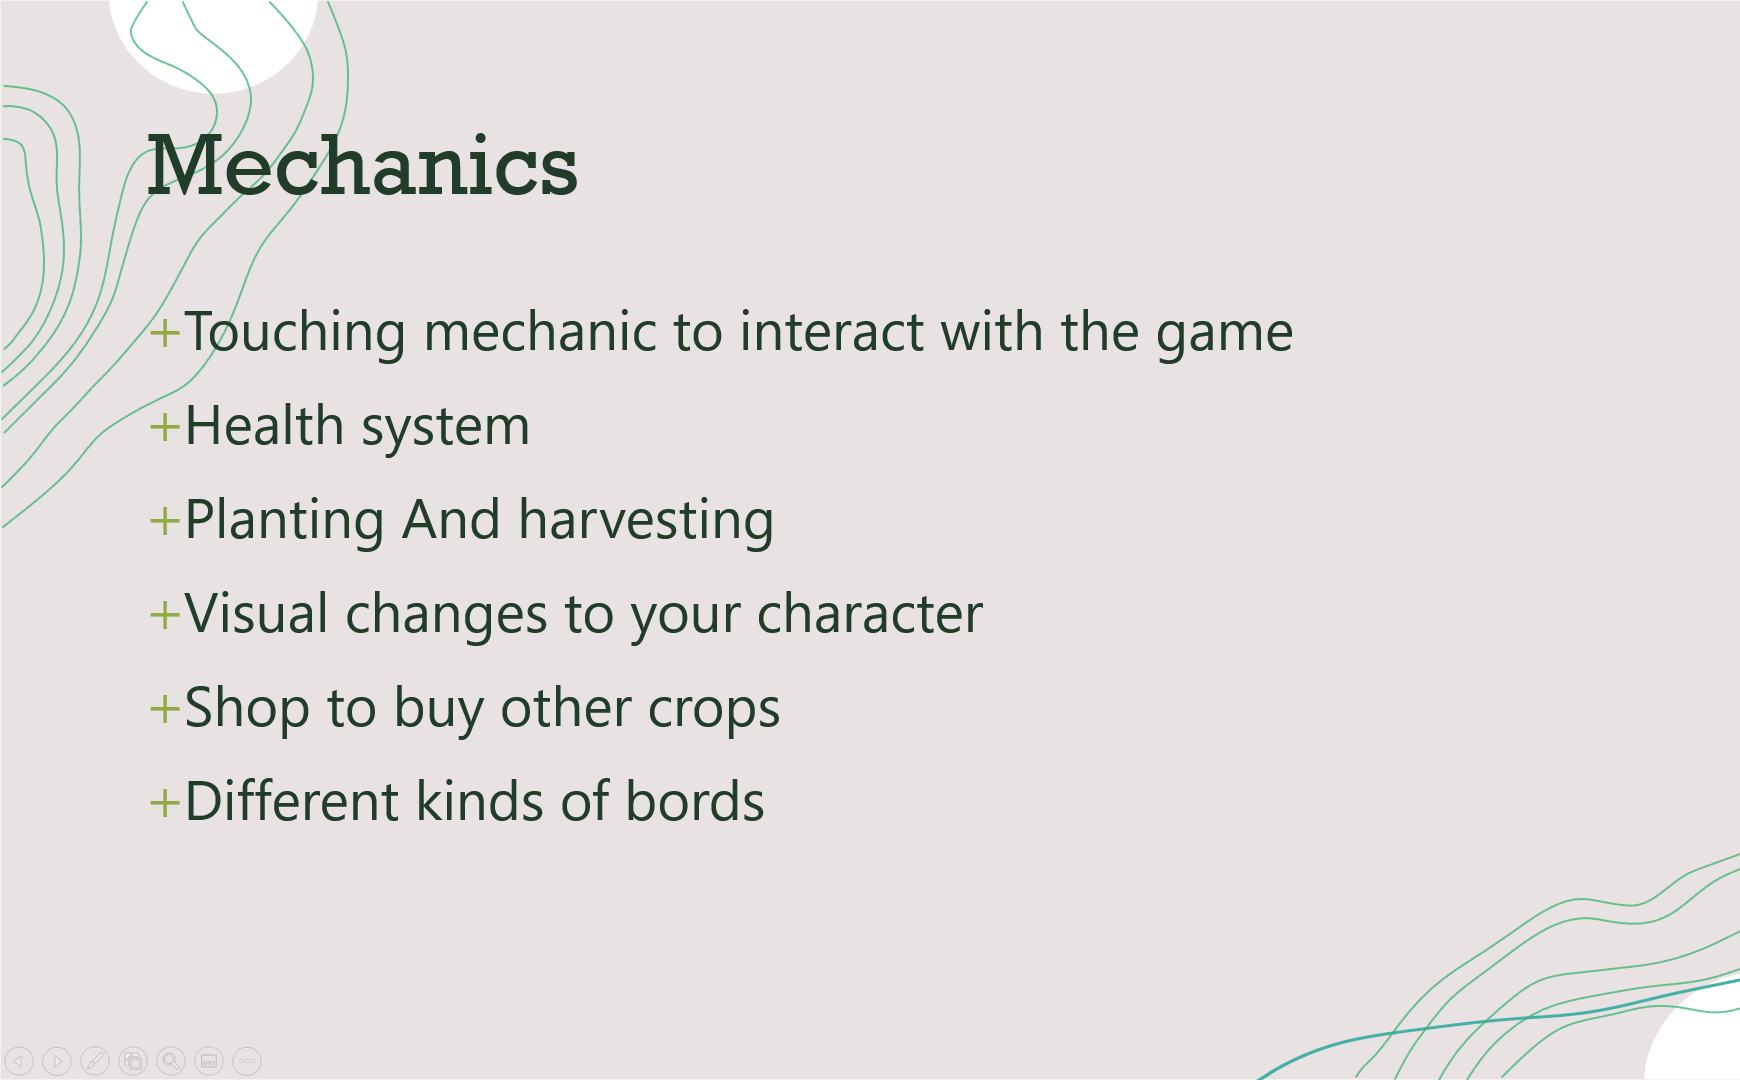 Mechanics
+Touching mechanic to interact with the game
+Health system
+Planting And harvesting
+Visual changes to your character
+Shop to buy other crops
+Different kinds of bords